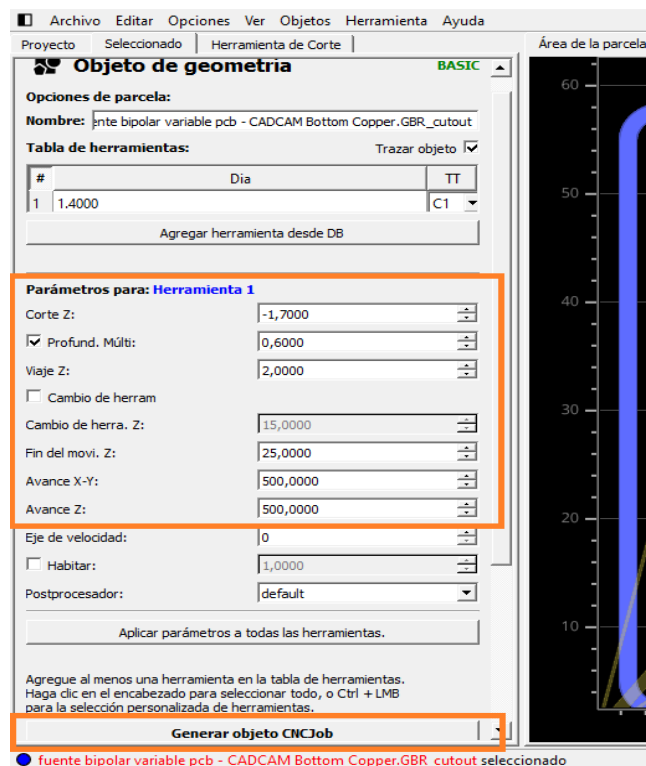 Archivo Editar Opciones Ver Objetos Herramienta Ayuda
Proyecto Seleccionado Herramienta de Corte Área de la parcela
Objeto de geometría BASIC
Opciones de parcela:
Nombre: ente bipolar variable pcb - CADCAM Bottom Copper.GBR_cutout
Tabla de herramientas: Trazar objeto
# Dia TT
1 1.4000 C1
Agregar herramienta desde DB
Parámetros para: Herramienta 1
Corte Z: -1,7000
Profund. Múlti: 0,6000
Viaje Z: 2,0000
Cambio de herram
Cambio de herra. Z: 15,0000
Fin del movi. Z: 25,0000
Avance X-Y: 500,0000
Avance Z: 500,0000
Eje de velocidad: 0
Habitar: 1,0000
Postprocesador: default
Aplicar parámetros a todas las herramientas.
Agregue al menos una herramienta en la tabla de herramientas.
Haga clic en el encabezado para seleccionar todo, o Ctrl + LMB
para la selección personalizada de herramientas.
Generar objeto CNCJob
fuente bipolar variable pcb - CADCAM Bottom Copper.GBR_cutout seleccionado
60
50
40
30
20
10